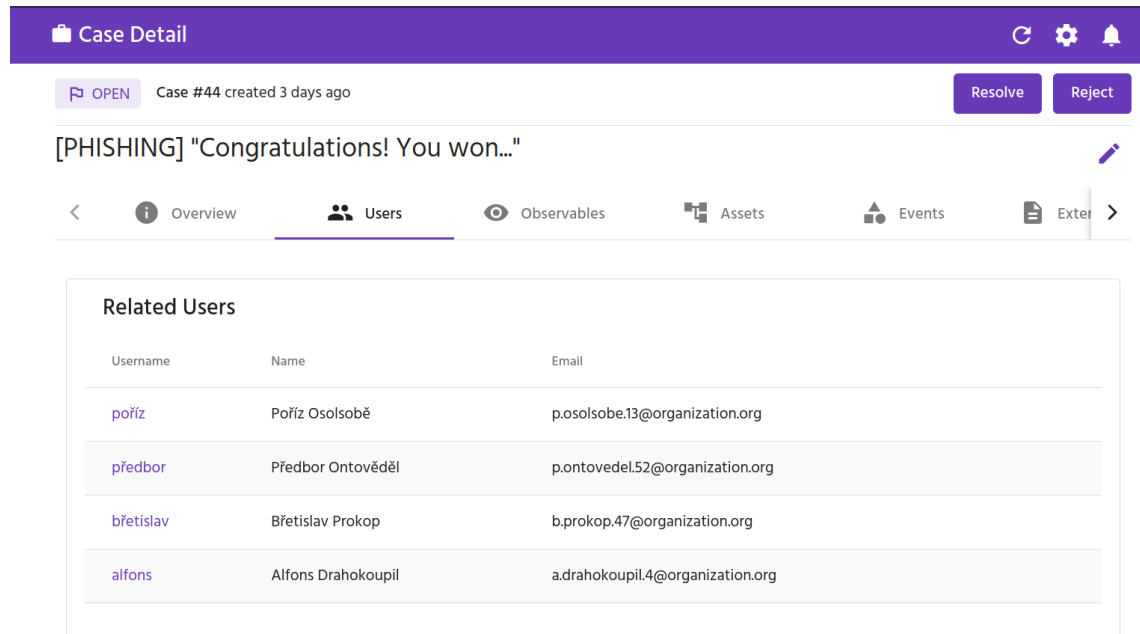 Case Detail
OPEN Case #44 created 3 days ago Resolve Reject
[PHISHING] "Congratulations! You won..."
Overview Users Observables Assets Events Exter
Related Users
Username Name Email
poříz Poříz Osolsobě p.osolsobe.13@organization.org
předbor Předbor Ontověděl p.ontovedel.52@organization.org
břetislav Břetislav Prokop b.prokop.47@organization.org
alfons Alfons Drahokoupil a.drahokoupil.4@organization.org